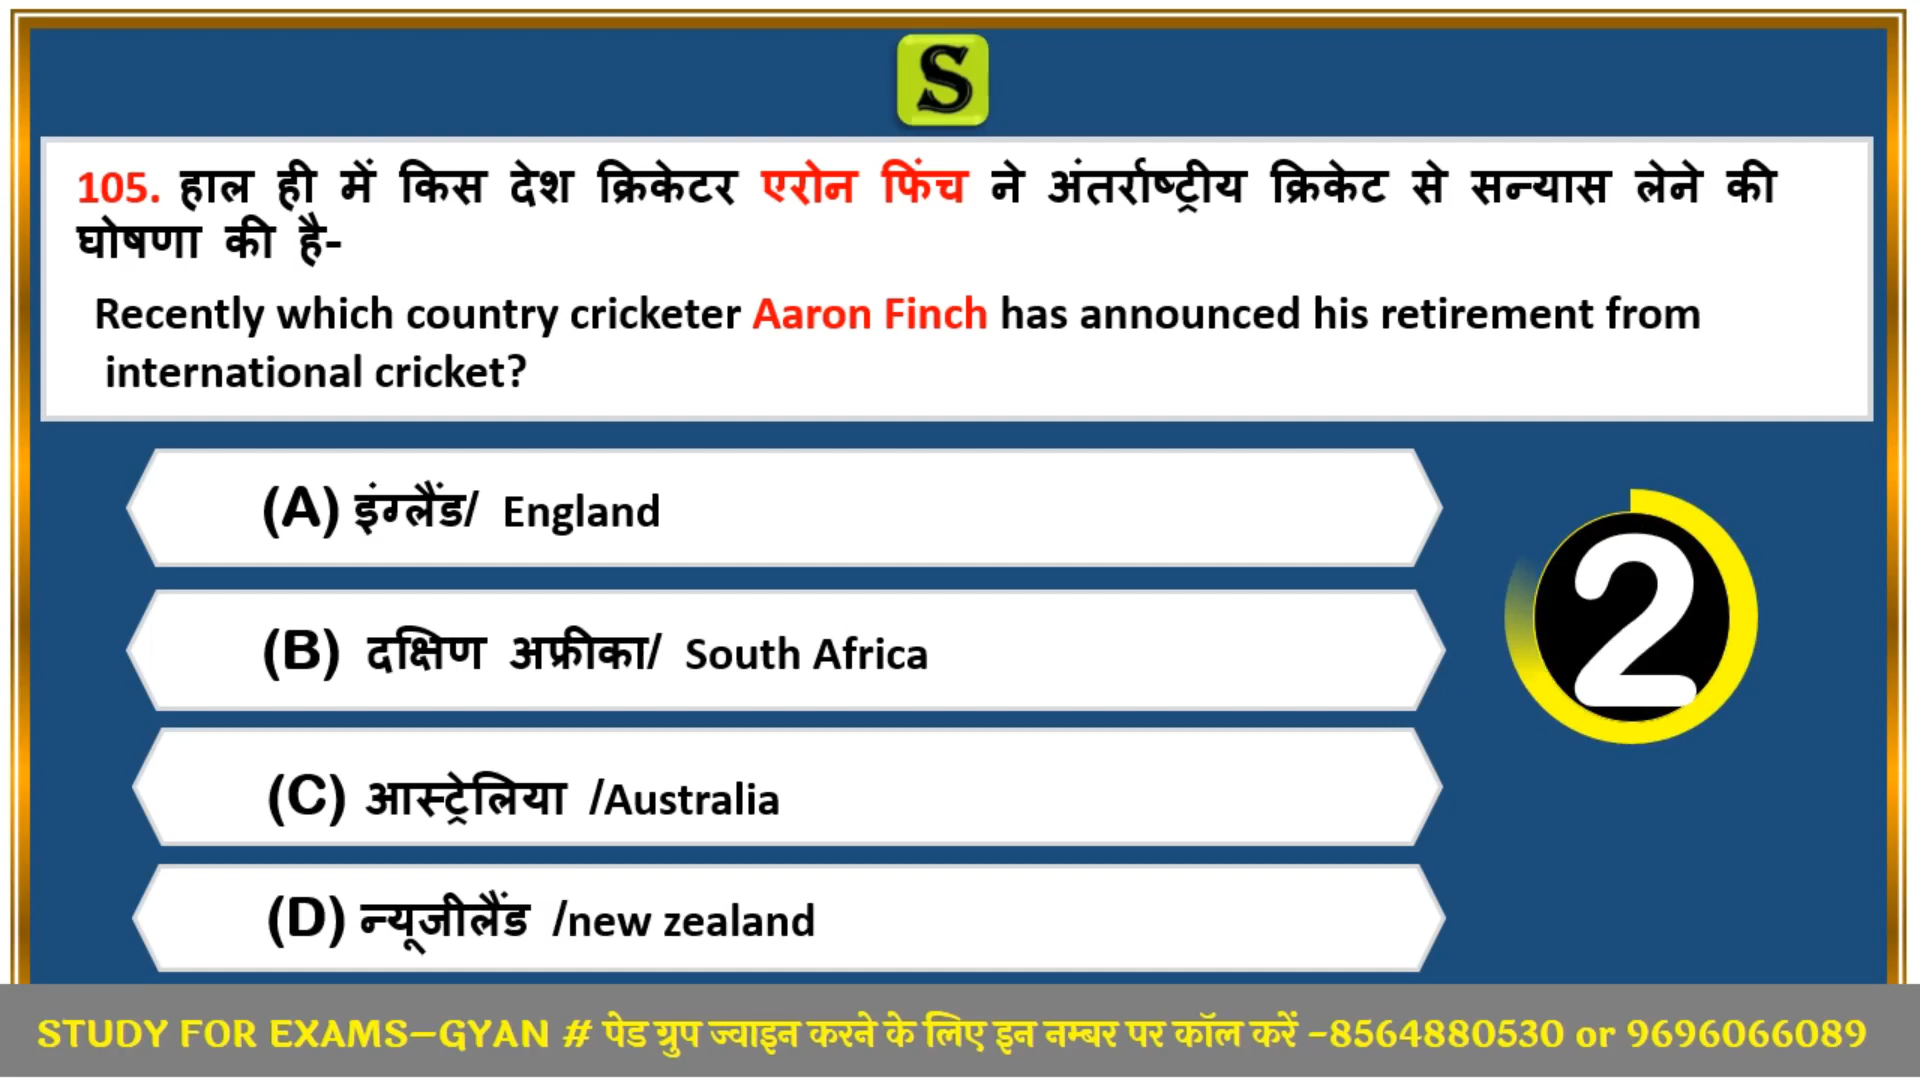 S
105. हाल ही में किस देश क्रिकेटर एरोन फिंच ने अंतर्राष्ट्रीय क्रिकेट से सन्यास लेने की
घोषणा की है-
Recently which country cricketer Aaron Finch has announced his retirement from
international cricket?
(A) इंग्लैंड/ England
(B) दक्षिण अफ्रीका/ South Africa
2
(C) आस्ट्रेलिया /Australia
(D) न्यूजीलैंड /new zealand
STUDY FOR EXAMS–GYAN # पेड ग्रुप ज्वाइन करने के लिए इन नम्बर पर कॉल करें –8564880530 or 9696066089